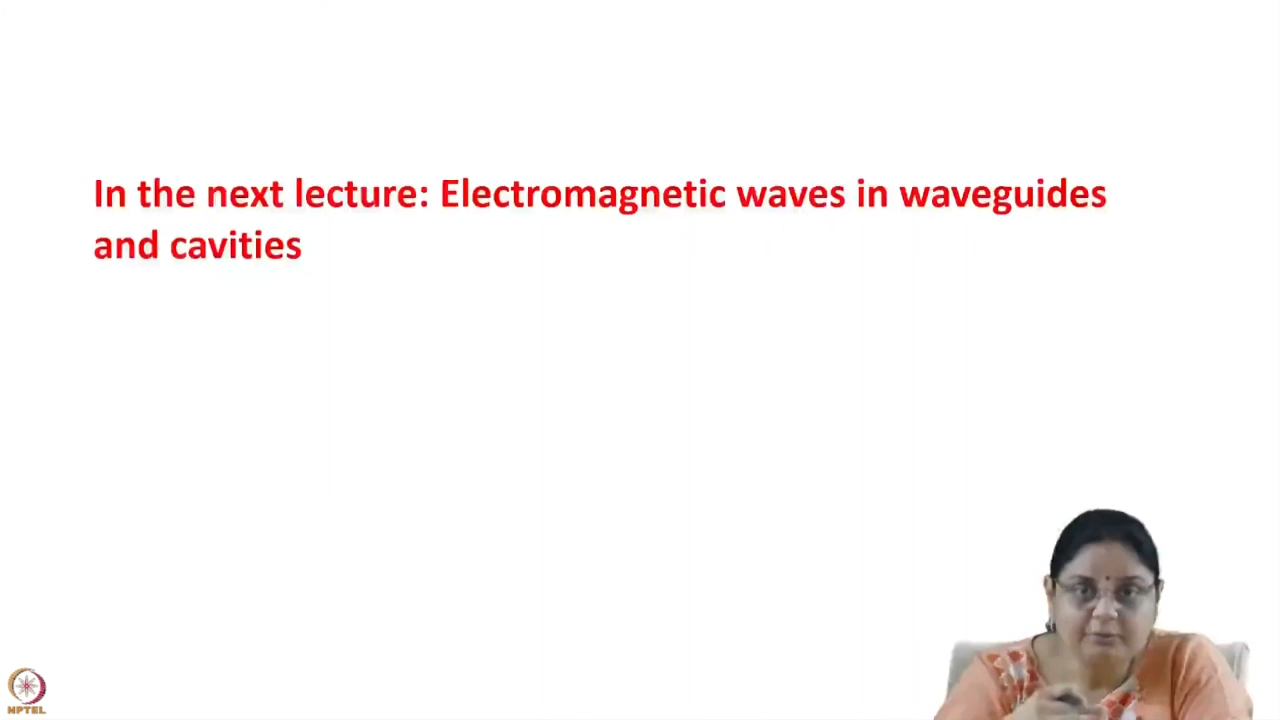 In the next lecture: Electromagnetic waves in waveguides
and cavities
NPTEL